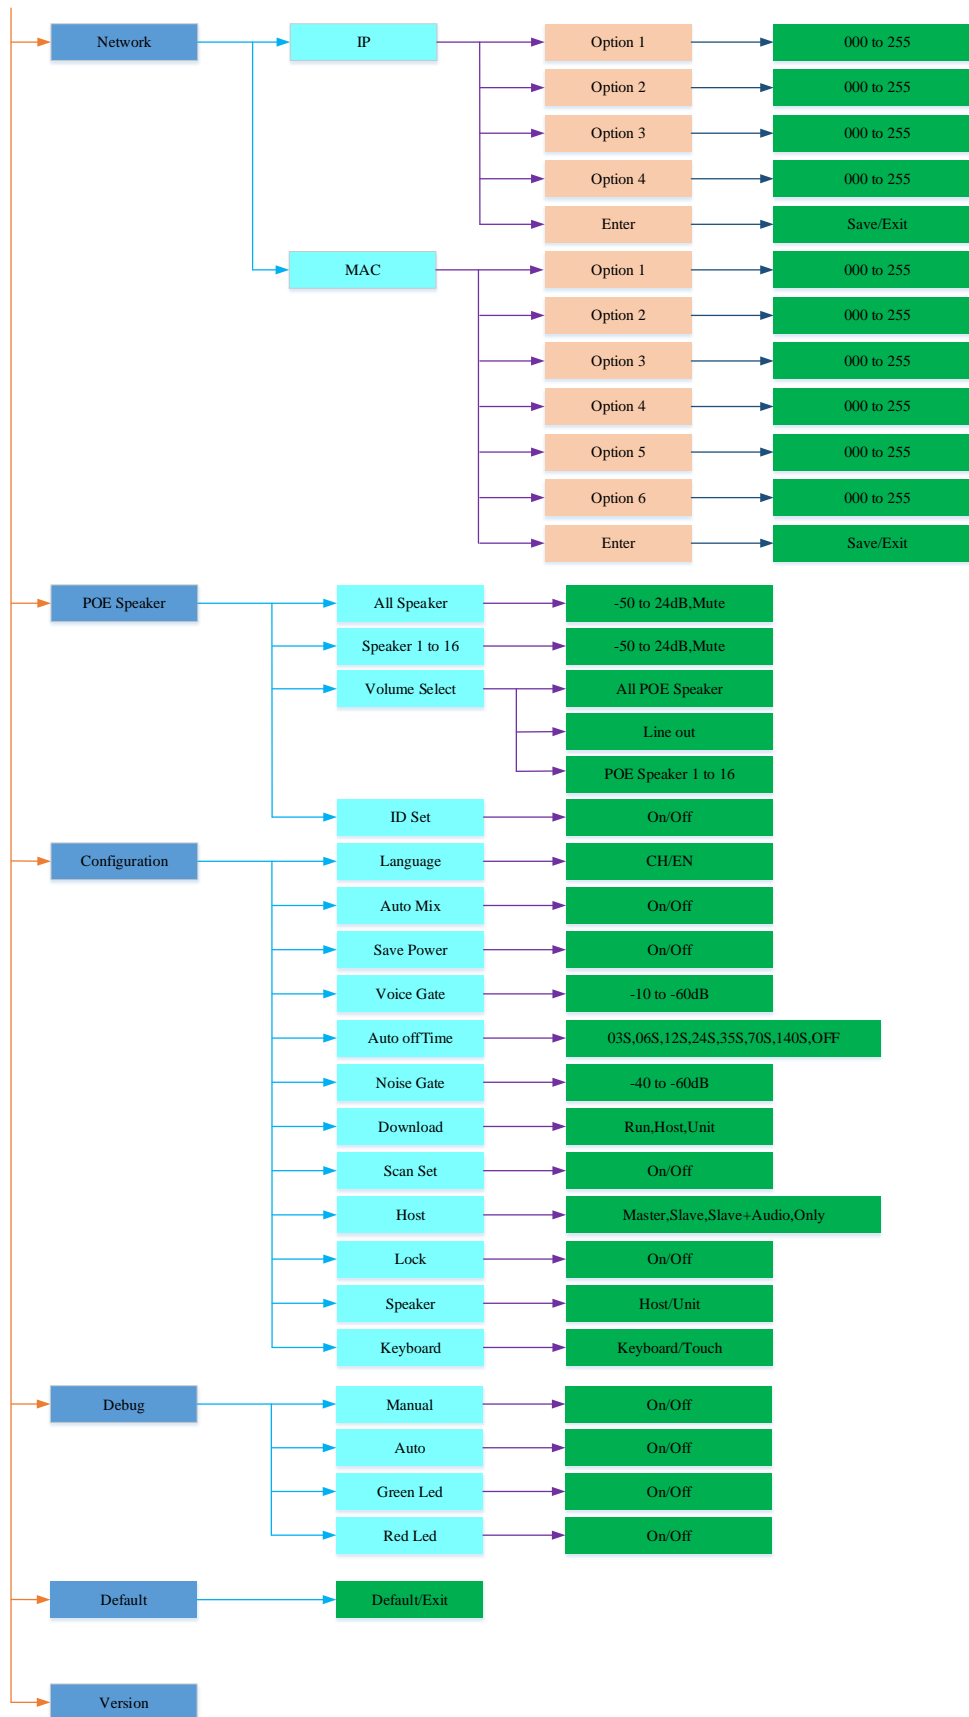 Network
IP
Option 1
000 to 255
Option 2
000 to 255
Option 3
000 to 255
Option 4
000 to 255
Enter
Save/Exit
MAC
Option 1
000 to 255
Option 2
000 to 255
Option 3
000 to 255
Option 4
000 to 255
Option 5
000 to 255
Option 6
000 to 255
Enter
Save/Exit
POE Speaker
All Speaker
-50 to 24dB,Mute
Speaker 1 to 16
-50 to 24dB,Mute
Volume Select
All POE Speaker
Line out
POE Speaker 1 to 16
ID Set
On/Off
Configuration
Language
CH/EN
Auto Mix
On/Off
Save Power
On/Off
Voice Gate
-10 to -60dB
Auto offTime
03S,06S,12S,24S,35S,70S,140S,OFF
Noise Gate
-40 to -60dB
Download
Run,Host,Unit
Scan Set
On/Off
Host
Master,Slave,Slave+Audio,Only
Lock
On/Off
Speaker
Host/Unit
Keyboard
Keyboard/Touch
Debug
Manual
On/Off
Auto
On/Off
Green Led
On/Off
Red Led
On/Off
Default
Default/Exit
Version